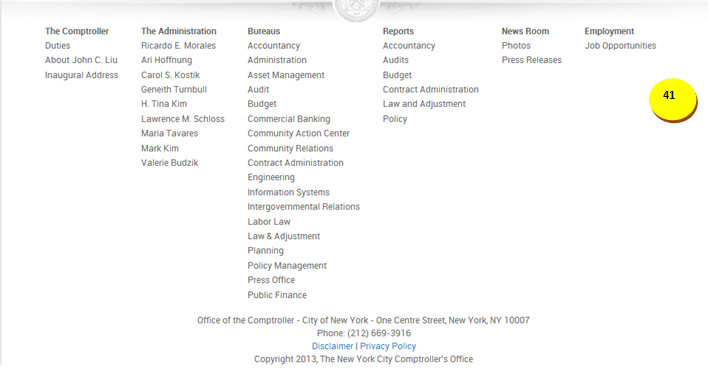 The Comptroller
Duties
About John C. Liu
Inaugural Address
The Administration
Ricardo E. Morales
Ari Hoffnung
Carol S. Kostik
Geneith Turnbull
H. Tina Kim
Lawrence M. Schloss
Maria Tavares
Mark Kim
Valerie Budzik
Bureaus
Accountancy
Administration
Asset Management
Audit
Budget
Commercial Banking
Community Action Center
Community Relations
Contract Administration
Engineering
Information Systems
Intergovernmental Relations
Labor Law
Law & Adjustment
Planning
Policy Management
Press Office
Public Finance
Reports
Accountancy
Audits
Budget
Contract Administration
Law and Adjustment
Policy
News Room
Photos
Press Releases
Employment
Job Opportunities
41
Office of the Comptroller - City of New York - One Centre Street, New York, NY 10007
Phone: (212) 669-3916
Disclaimer | Privacy Policy
Copyright 2013, The New York City Comptroller's Office